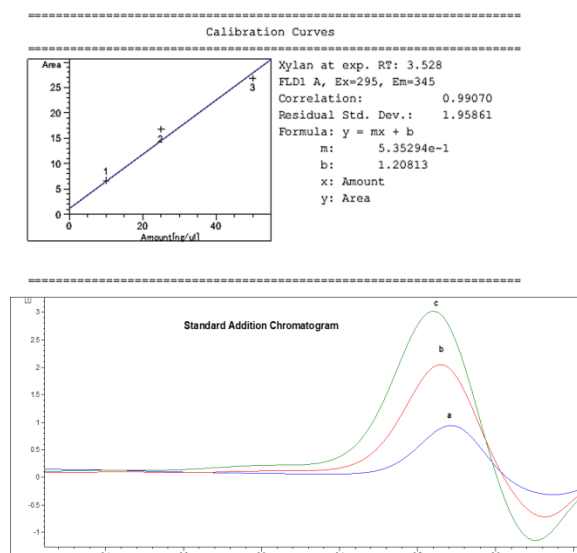 ==========================================================
Calibration Curves
==========================================================
Area
30
25
20
15
10
5
0
0 20 40
Amount[ng/ul]
1
2
3
Xylan at exp. RT: 3.528
FLD1 A, Ex=295, Em=345
Correlation: 0.99070
Residual Std. Dev.: 1.95861
Formula: y = mx + b
m: 5.35294e-1
b: 1.20813
x: Amount
y: Area
==========================================================
LU
Standard Addition Chromatogram
3
2.5
2
1.5
1
0.5
0
-0.5
-1
c
b
a